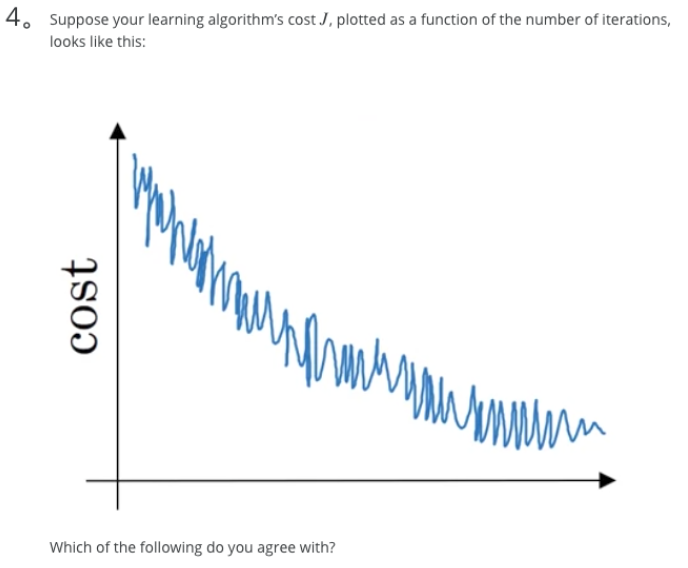 4. Suppose your learning algorithm's cost J, plotted as a function of the number of iterations,
looks like this:
cost
Which of the following do you agree with?